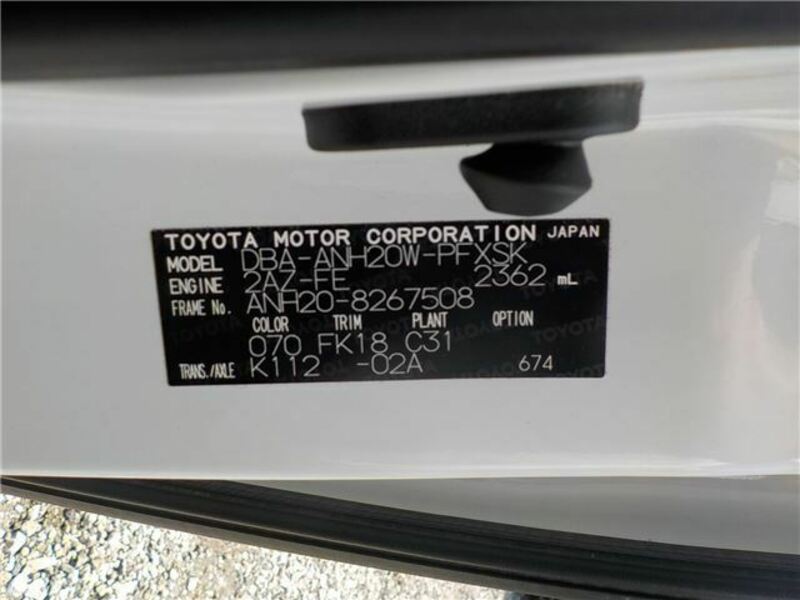 TOYOTA MOTOR CORPORATION JAPAN
MODEL DBA-ANH20W-PFXSK
ENGINE 2AZ-FE 2362 mL
FRAME No. ANH20-8267508
COLOR TRIM PLANT OPTION
070 FK18 C31
TRANS./AXLE K112 -02A 674